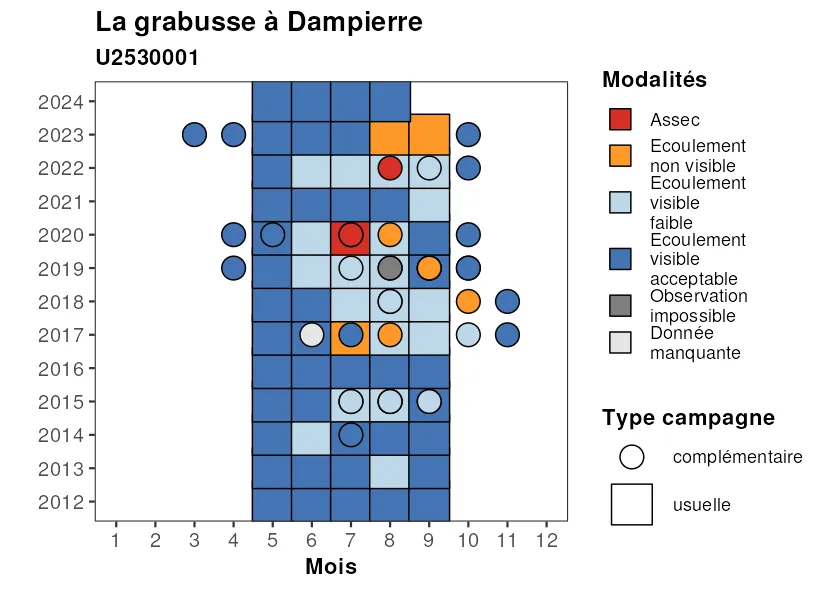 La grabusse à Dampierre
U2530001
2024
2023
2022
2021
2020
2019
2018
2017
2016
2015
2014
2013
2012
1 2 3 4 5 6 7 8 9 10 11 12
Mois
Modalités
Assec
Ecoulement
non visible
Ecoulement
visible
faible
Ecoulement
visible
acceptable
Observation
impossible
Donnée
manquante
Type campagne
complémentaire
usuelle